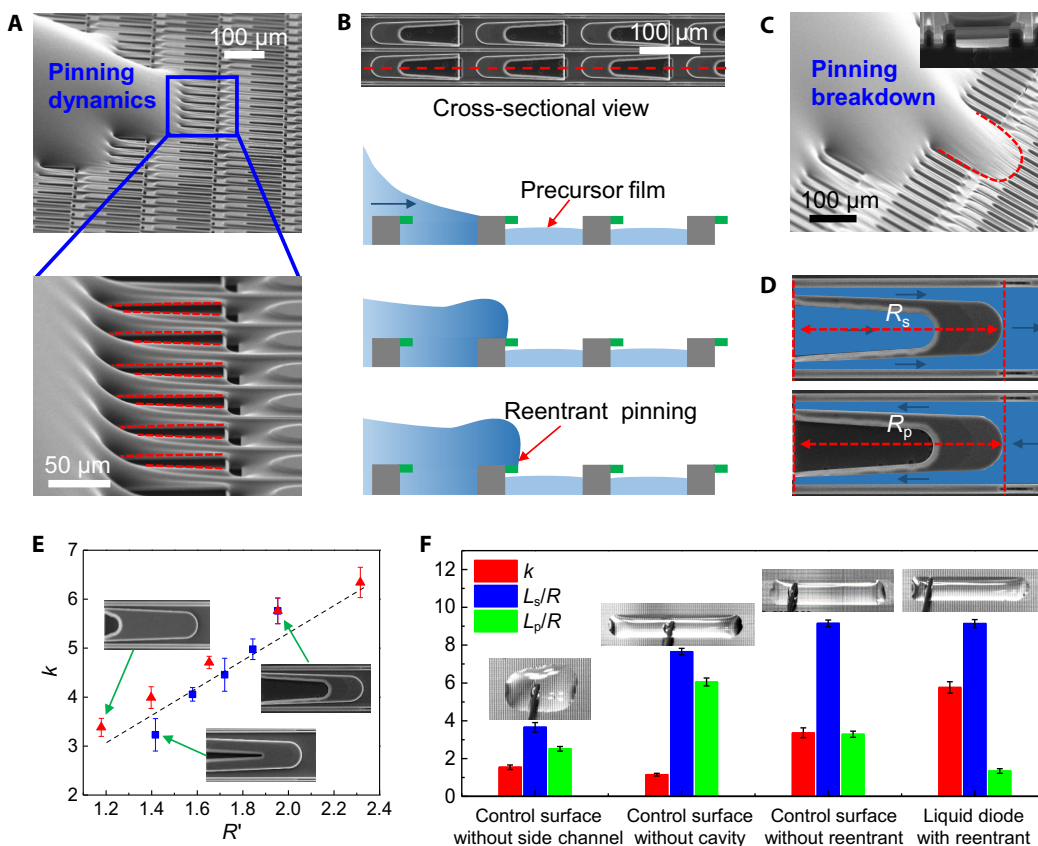 A
100 µm
Pinning
dynamics
50 µm
B
100 µm
Cross-sectional view
Precursor film
Reentrant pinning
C
Pinning
breakdown
100 µm
D
Rs
Rp
E
7
6
5
4
3
2
k
1.2 1.4 1.6 1.8 2.0 2.2 2.4
R'
F
12
10
8
6
4
2
0
k
Ls/R
Lp/R
Control surface
without side channel
Control surface
without cavity
Control surface
without reentrant
Liquid diode
with reentrant